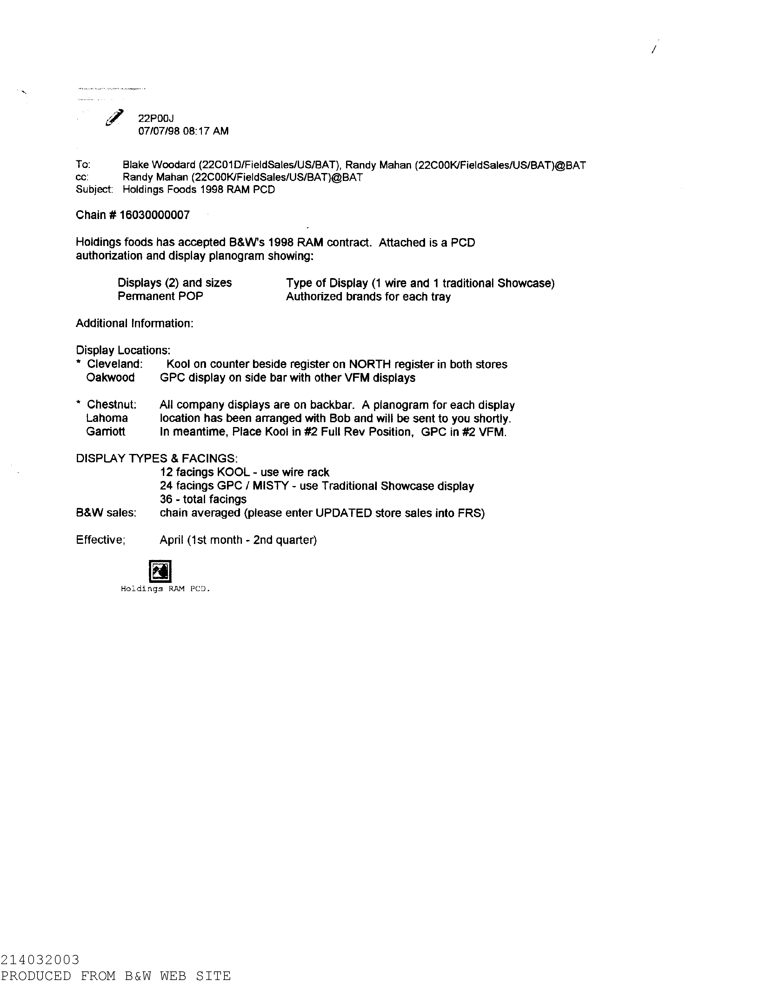 22P00J
07/07/98 08:17 AM
To: Blake Woodard (22C01D/FieldSales/US/BAT), Randy Mahan (22C00K/FieldSales/US/BAT)@BAT
cc: Randy Mahan (22C00K/FieldSales/US/BAT)@BAT
Subject: Holdings Foods 1998 RAM PCD
Chain # 16030000007
Holdings foods has accepted B&W's 1998 RAM contract. Attached is a PCD
authorization and display planogram showing:
Displays (2) and sizes Type of Display (1 wire and 1 traditional Showcase)
Permanent POP Authorized brands for each tray
Additional Information:
Display Locations:
* Cleveland: Kool on counter beside register on NORTH register in both stores
Oakwood GPC display on side bar with other VFM displays
* Chestnut: All company displays are on backbar. A planogram for each display
Lahoma location has been arranged with Bob and will be sent to you shortly.
Garriott In meantime, Place Kool in #2 Full Rev Position, GPC in #2 VFM.
DISPLAY TYPES & FACINGS:
12 facings KOOL - use wire rack
24 facings GPC / MISTY - use Traditional Showcase display
36 - total facings
B&W sales: chain averaged (please enter UPDATED store sales into FRS)
Effective; April (1st month - 2nd quarter)
Holdings RAM PCD.
214032003
PRODUCED FROM B&W WEB SITE